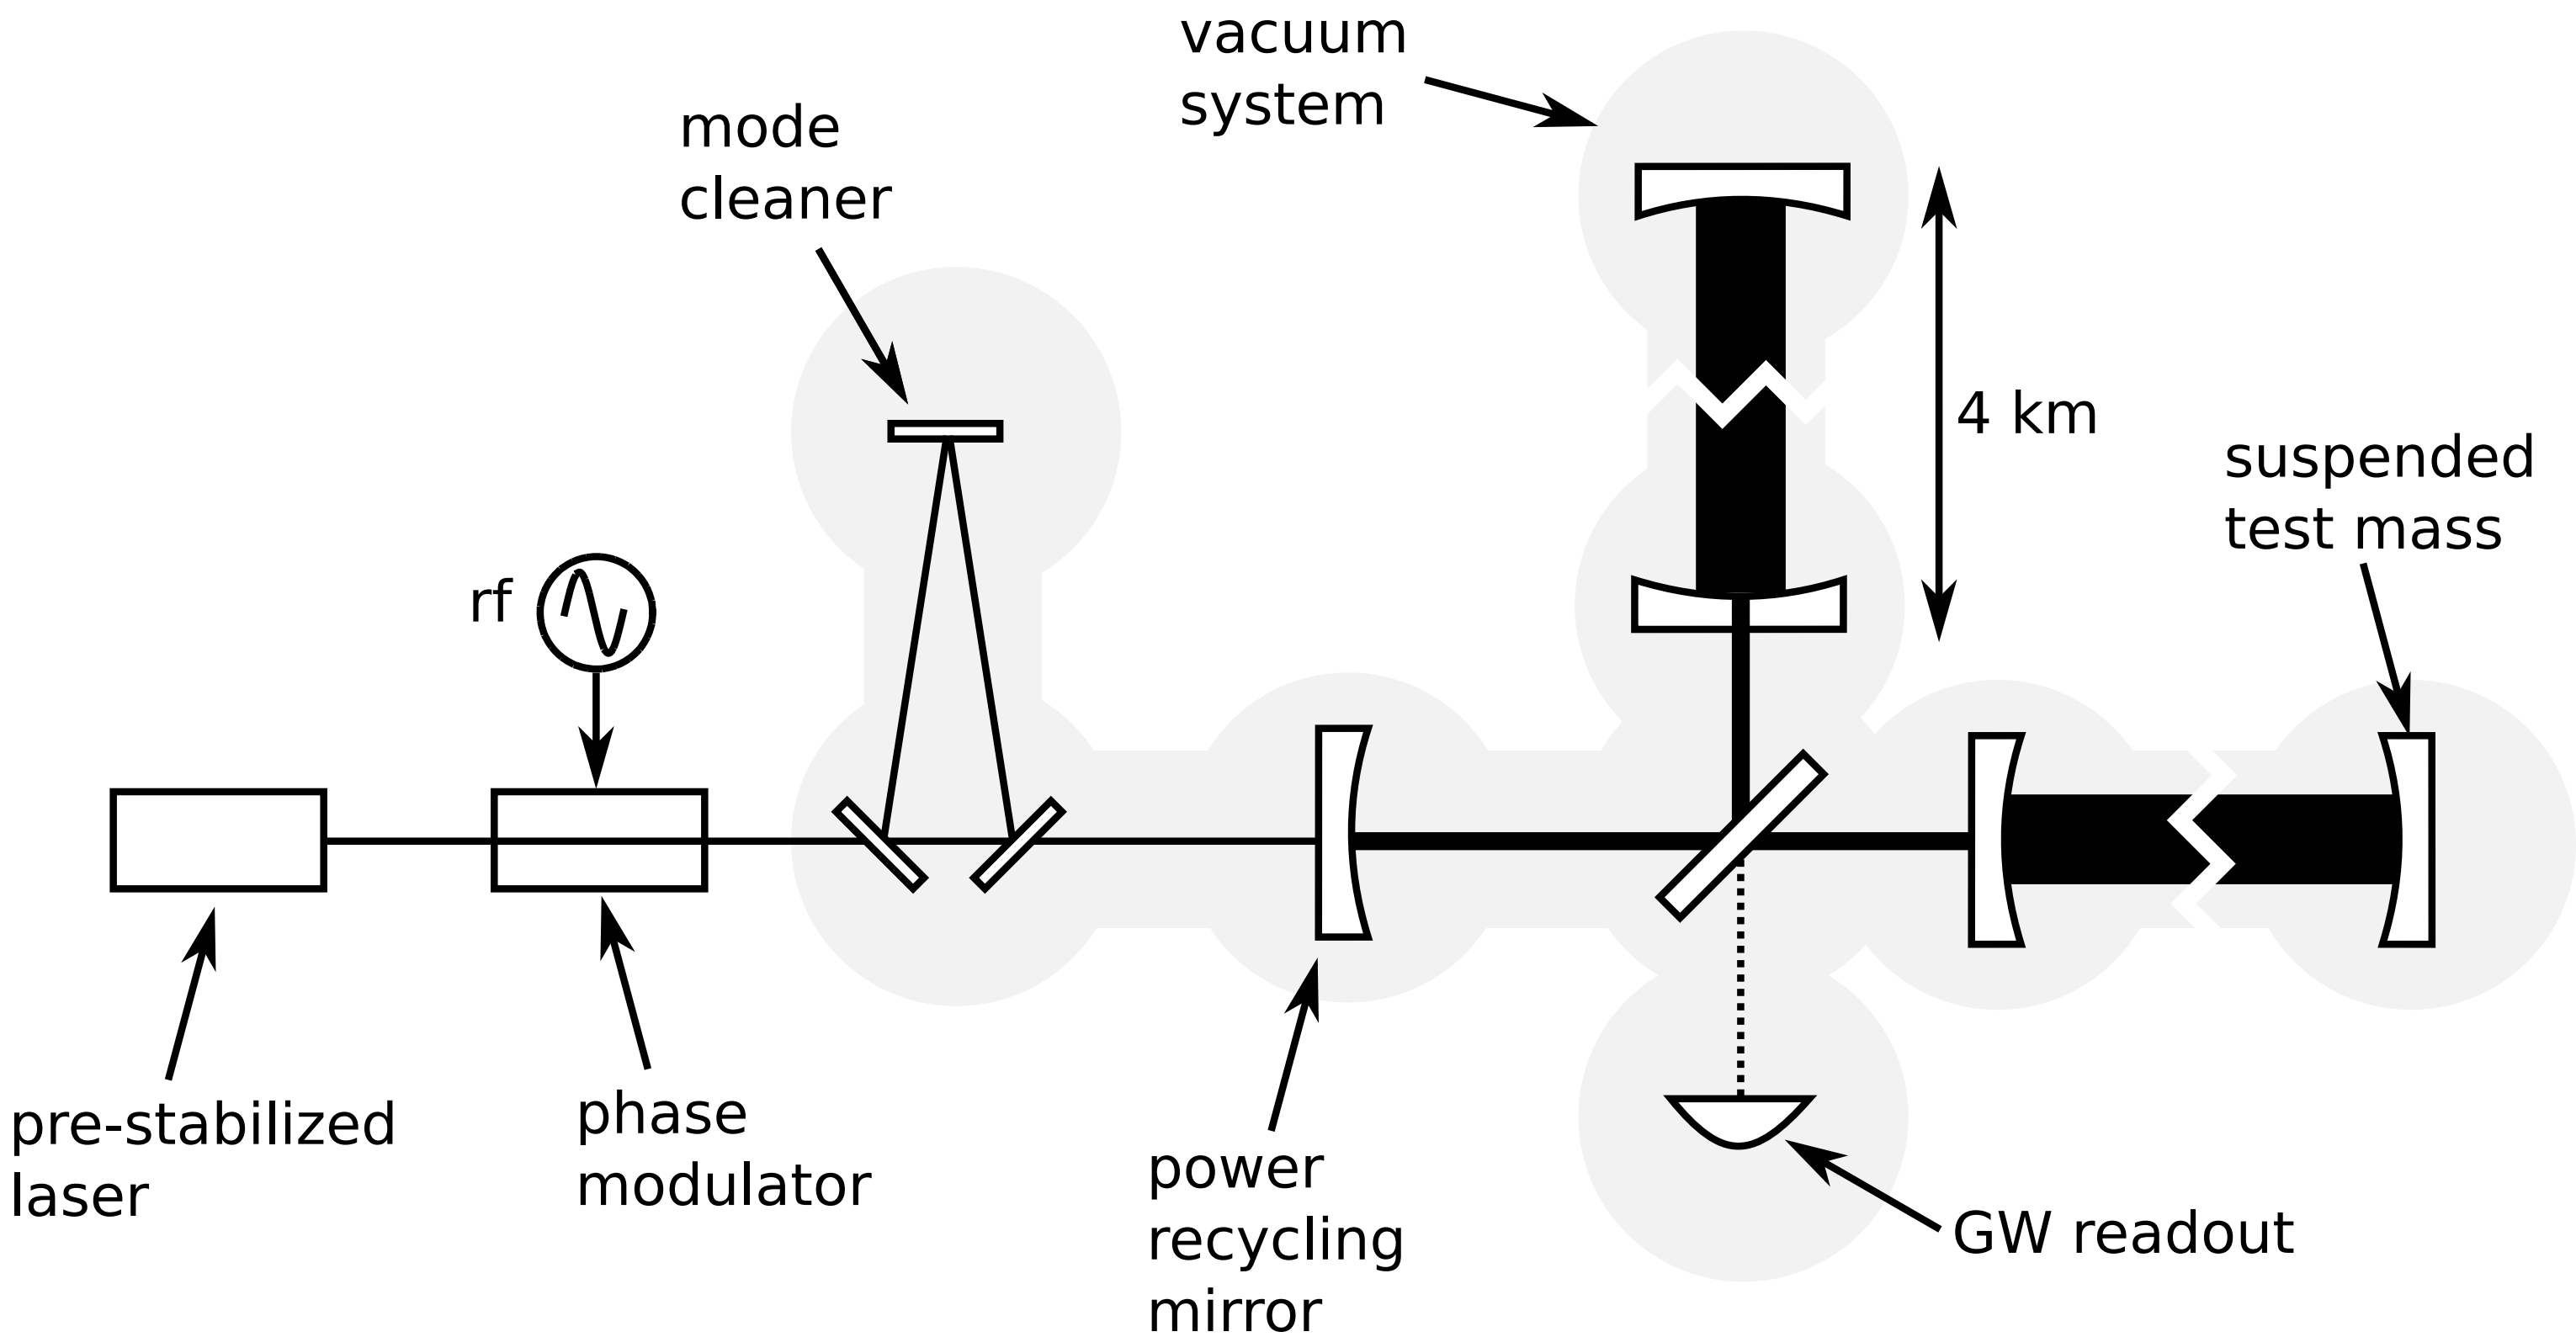 vacuum
system
mode
cleaner
4 km
suspended
test mass
rf
pre-stabilized
laser
phase
modulator
power
recycling
mirror
GW readout